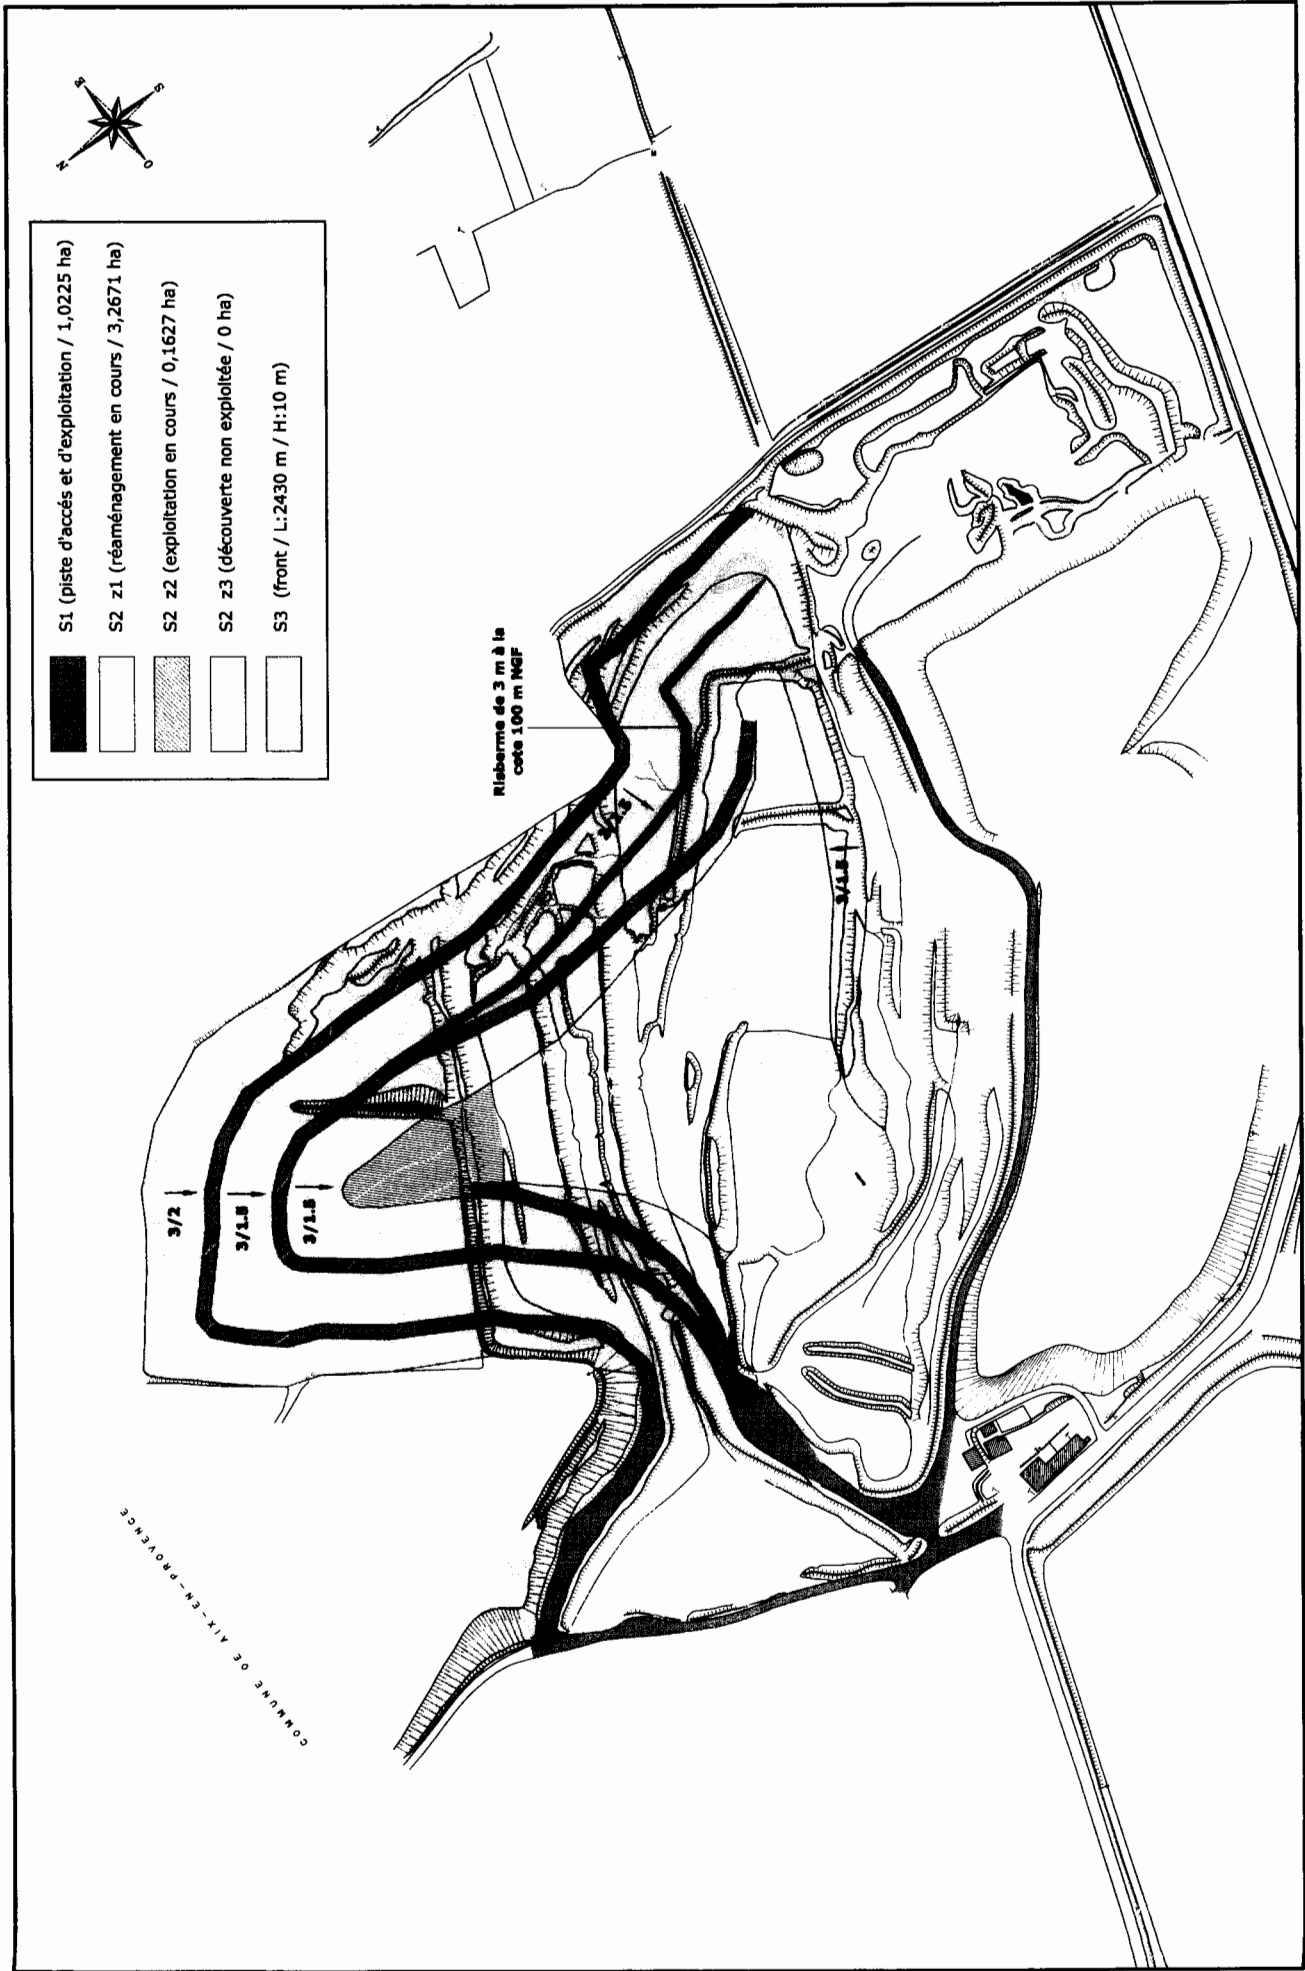 N
S
O
S1 (piste d'accés et d'exploitation / 1,0225 ha)
S2 z1 (réaménagement en cours / 3,2671 ha)
S2 z2 (exploitation en cours / 0,1627 ha)
S2 z3 (découverte non exploitée / 0 ha)
S3 (front / L:2430 m / H:10 m)
Risberme de 3 m à la
cote 100 m NGF
3/2
3/1.5
3/1.5
3/1.5
COMMUNE DE AIX-EN-PROVENCE